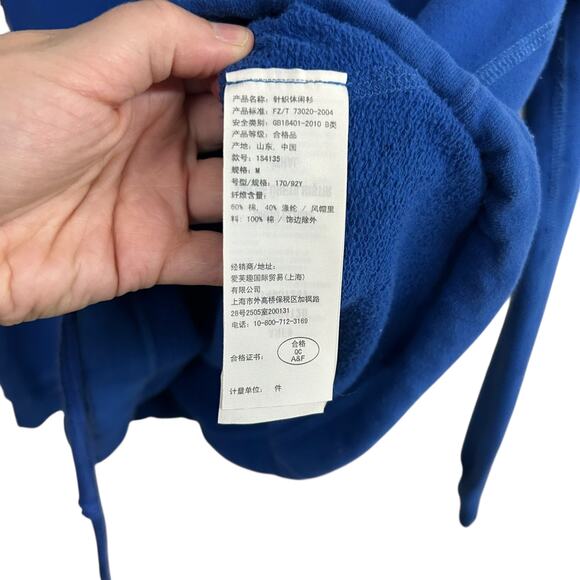 产品名称: 针织休闲衫
产品标准: FZ/T 73020-2004
安全类别: GB18401-2010 B类
产品等级: 合格品
产地: 山东, 中国
款号: 1S4135
规格: M
号型/规格: 170/92Y
纤维含量:
60% 棉, 40% 涤纶 / 风帽里
料: 100% 棉 / 饰边除外
经销商/地址:
爱芙趣国际贸易(上海)
有限公司
上海市外高桥保税区加枫路
28号2505室200131
电话: 10-800-712-3169
合格证书: 合格
QC
A&F
计量单位: 件